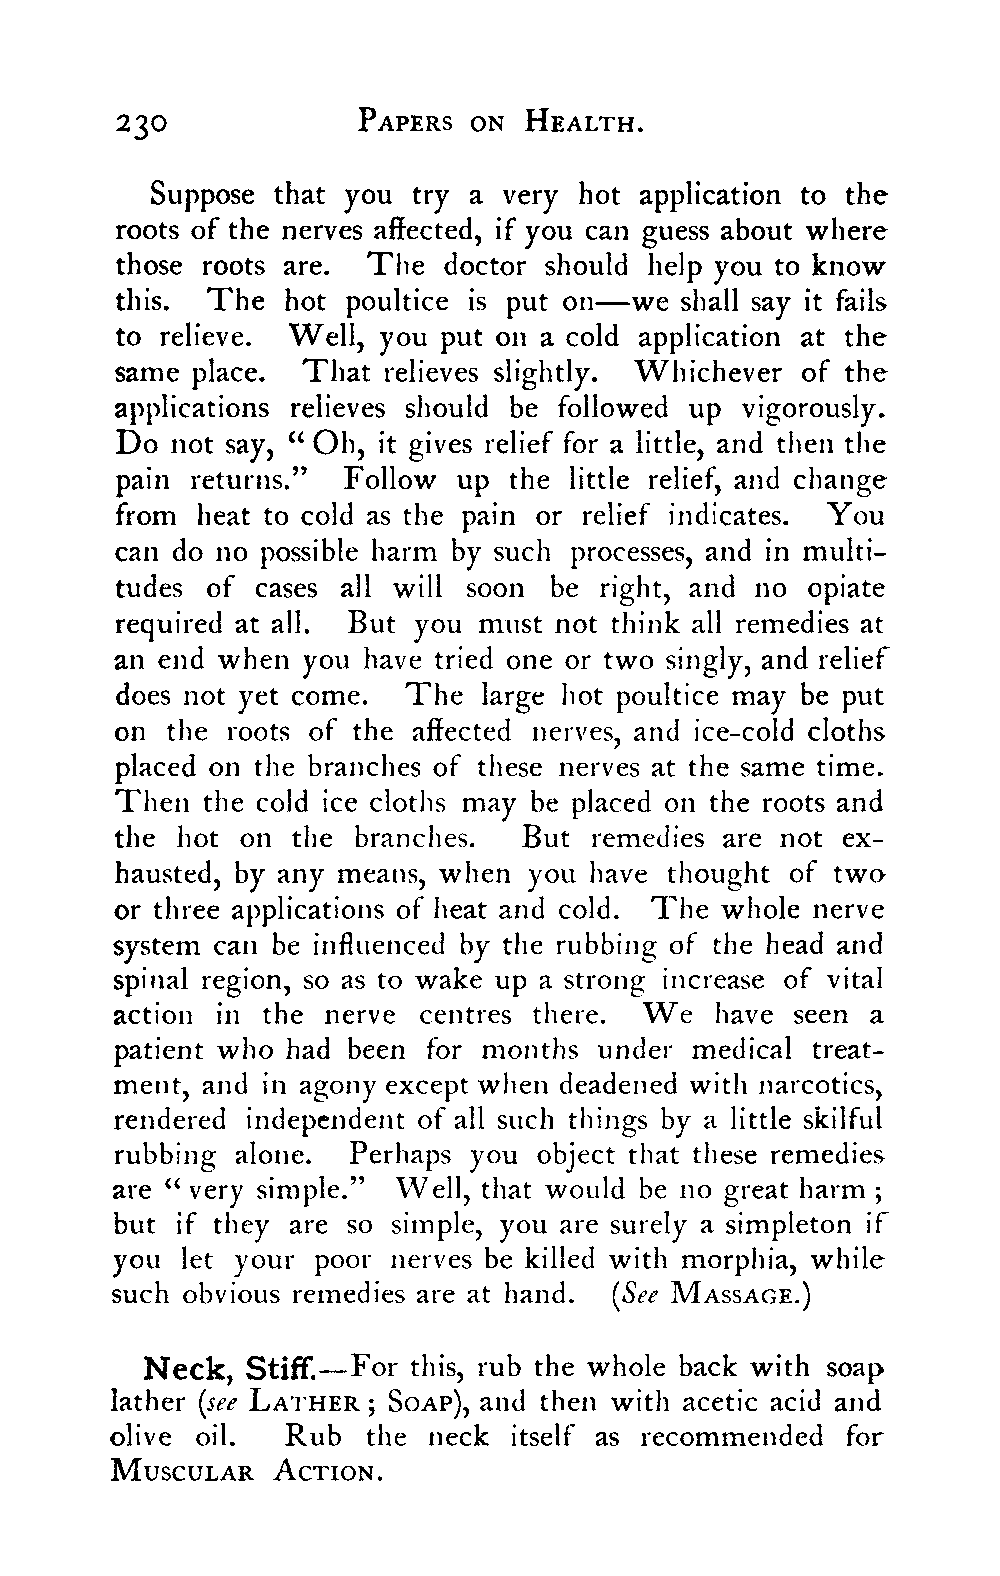 230 Papers on Health.
Suppose that you try a very hot application to the
roots of the nerves affected, if you can guess about where
those roots are. The doctor should help you to know
this. The hot poultice is put on—we shall say it fails
to relieve. Well, you put on a cold application at the
same place. That relieves slightly. Whichever of the
applications relieves should be followed up vigorously.
Do not say, “ Oh, it gives relief for a little, and then the
pain returns.” Follow up the little relief, and change
from heat to cold as the pain or relief indicates. You
can do no possible harm by such processes, and in multi-
tudes of cases all will soon be right, and no opiate
required at all. But you must not think all remedies at
an end when you have tried one or two singly, and relief
does not yet come. The large hot poultice may be put
on the roots of the affected nerves, and ice-cold cloths
placed on the branches of these nerves at the same time.
Then the cold ice cloths may be placed on the roots and
the hot on the branches. But remedies are not ex-
hausted, by any means, when you have thought of two
or three applications of heat and cold. The whole nerve
system can be influenced by the rubbing of the head and
spinal region, so as to wake up a strong increase of vital
action in the nerve centres there. We have seen a
patient who had been for months under medical treat-
ment, and in agony except when deadened with narcotics,
rendered independent of all such things by a little skilful
rubbing alone. Perhaps you object that these remedies
are “ very simple.” Well, that would be no great harm ;
but if they are so simple, you are surely a simpleton if
you let your poor nerves be killed with morphia, while
such obvious remedies are at hand. (See Massage.)
Neck, Stiff.—For this, rub the whole back with soap
lather (see Lather ; Soap), and then with acetic acid and
olive oil. Rub the neck itself as recommended for
Muscular Action.